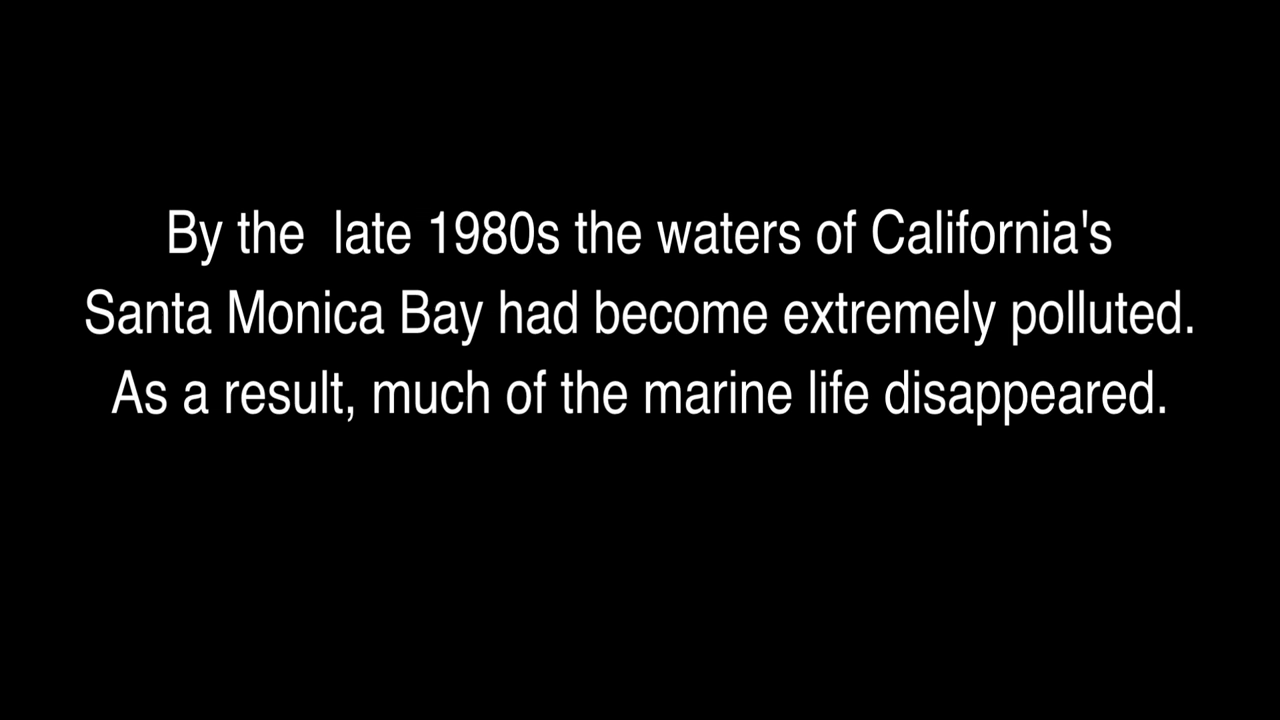 By the  late 1980s the waters of California's
Santa Monica Bay had become extremely polluted.
As a result, much of the marine life disappeared.